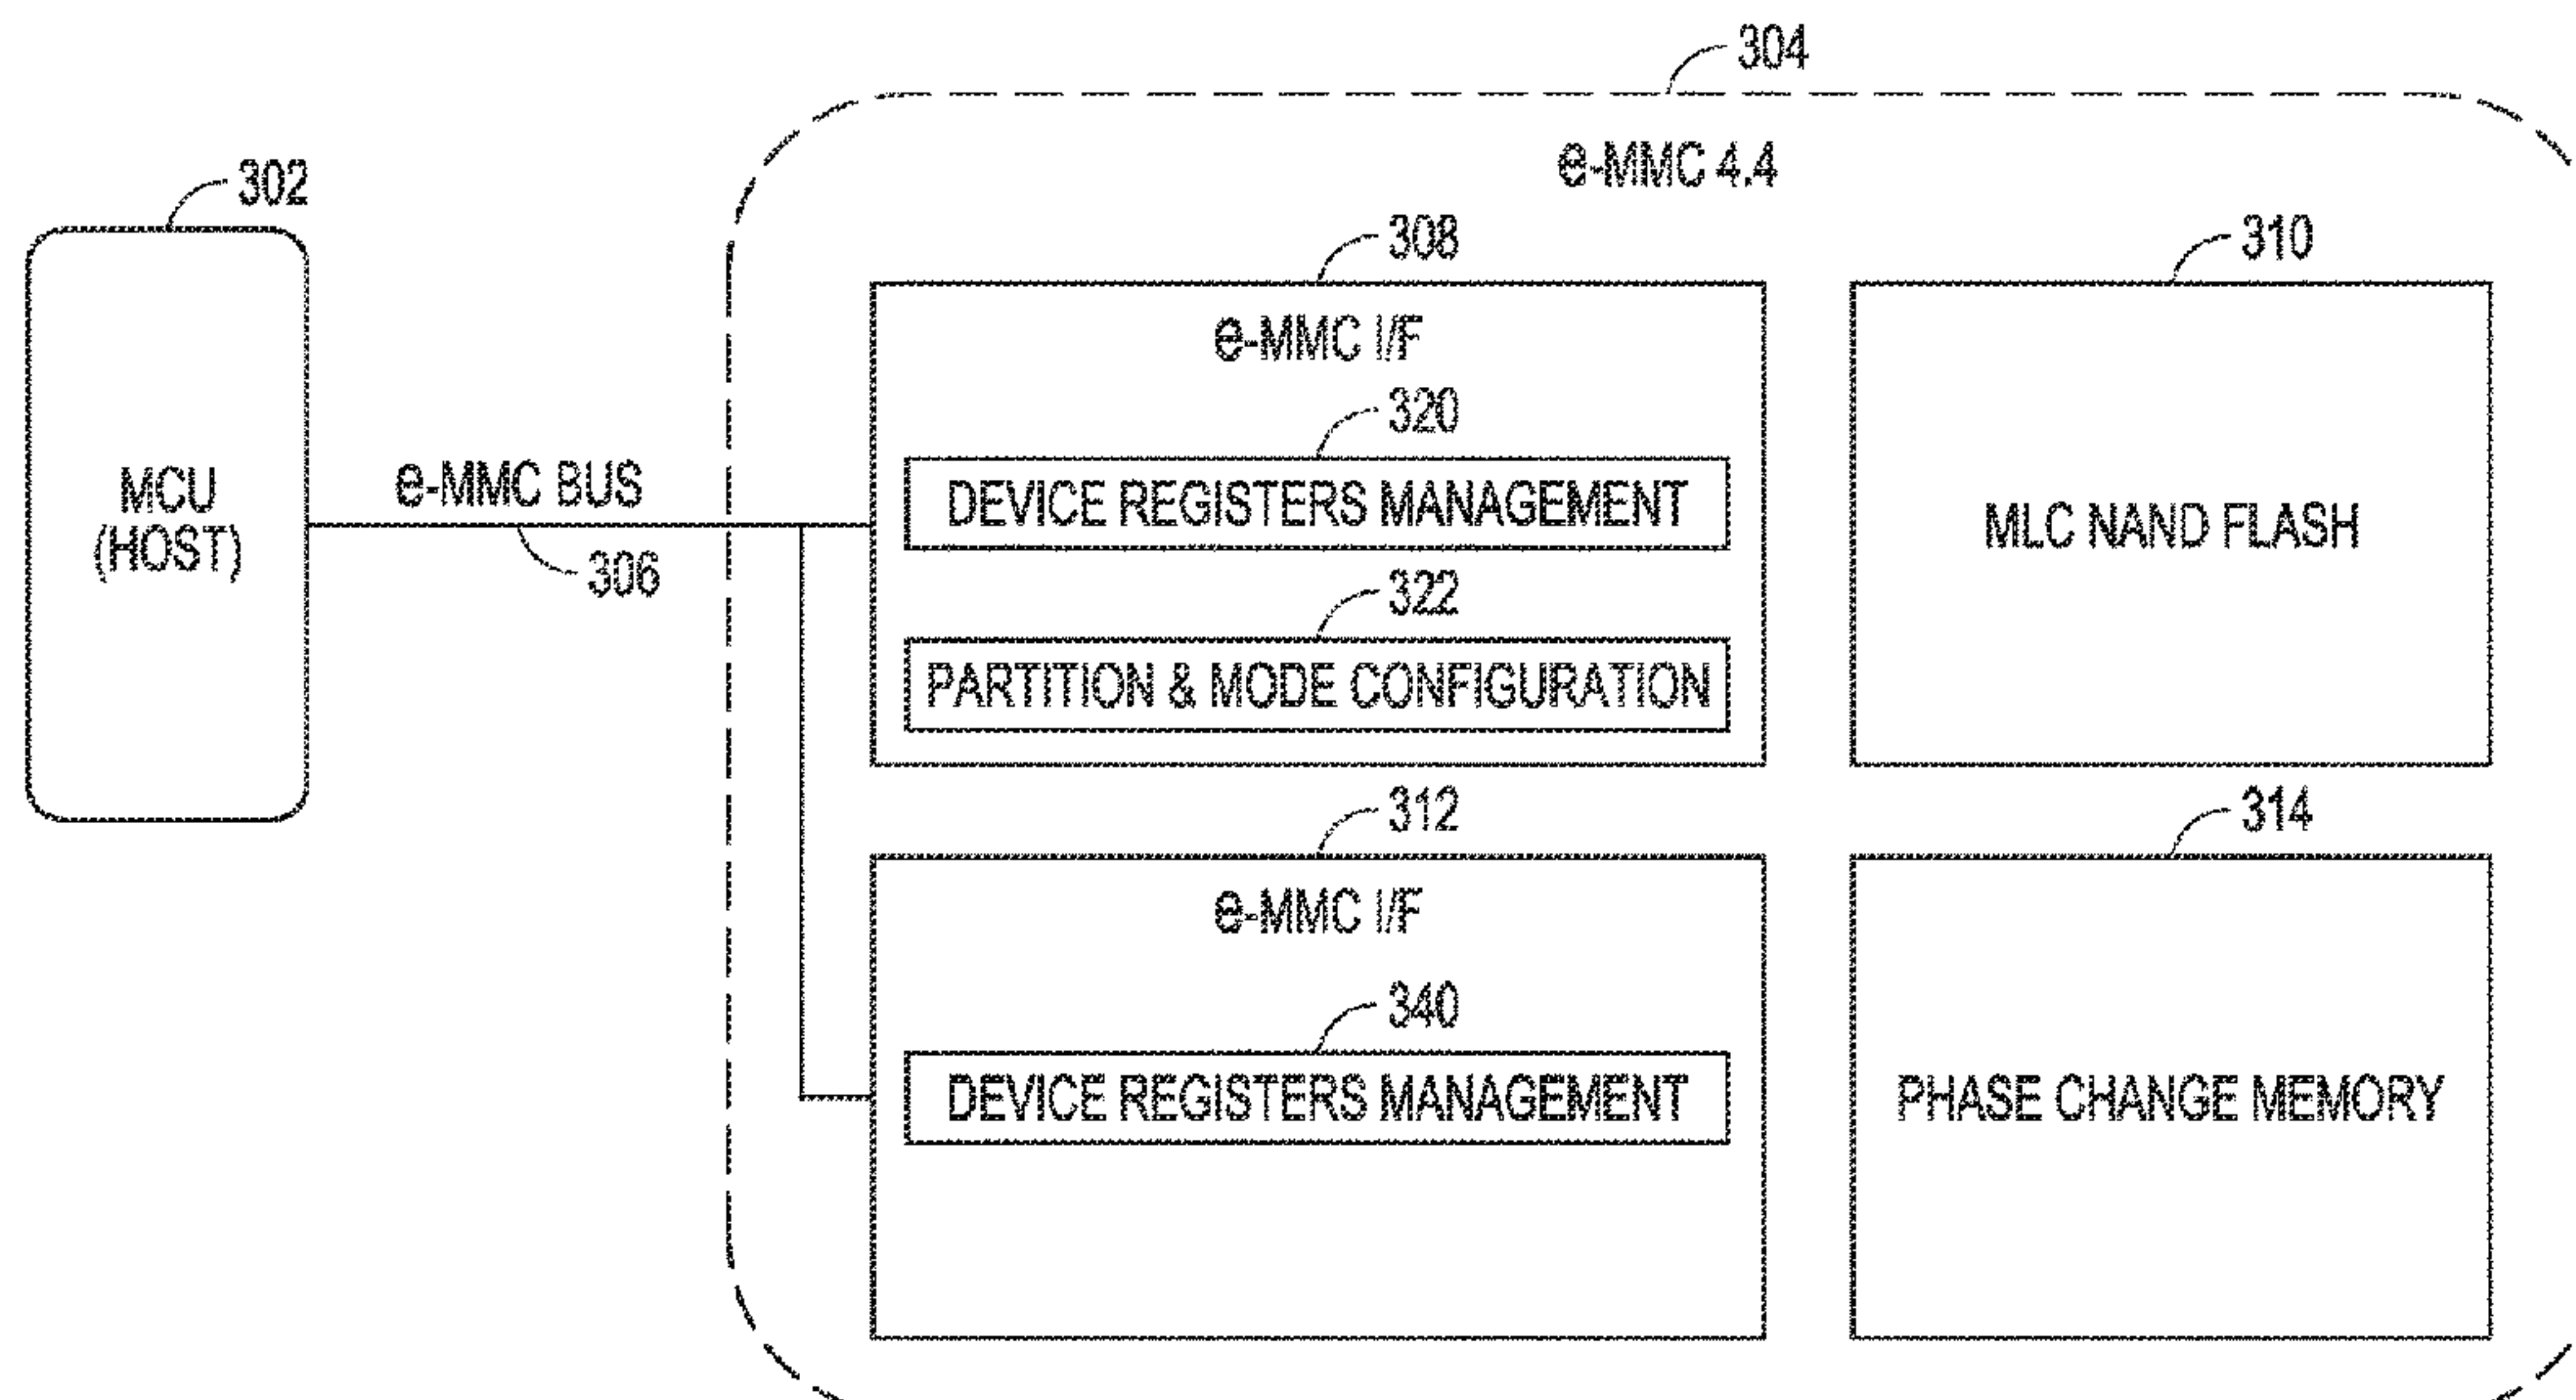 304
e-MMC 4.4
302
308
310
e-MMC I/F
320
MCU
(HOST)
e-MMC BUS
306
DEVICE REGISTERS MANAGEMENT
MLC NAND FLASH
322
PARTITION & MODE CONFIGURATION
312
314
e-MMC I/F
340
DEVICE REGISTERS MANAGEMENT
PHASE CHANGE MEMORY